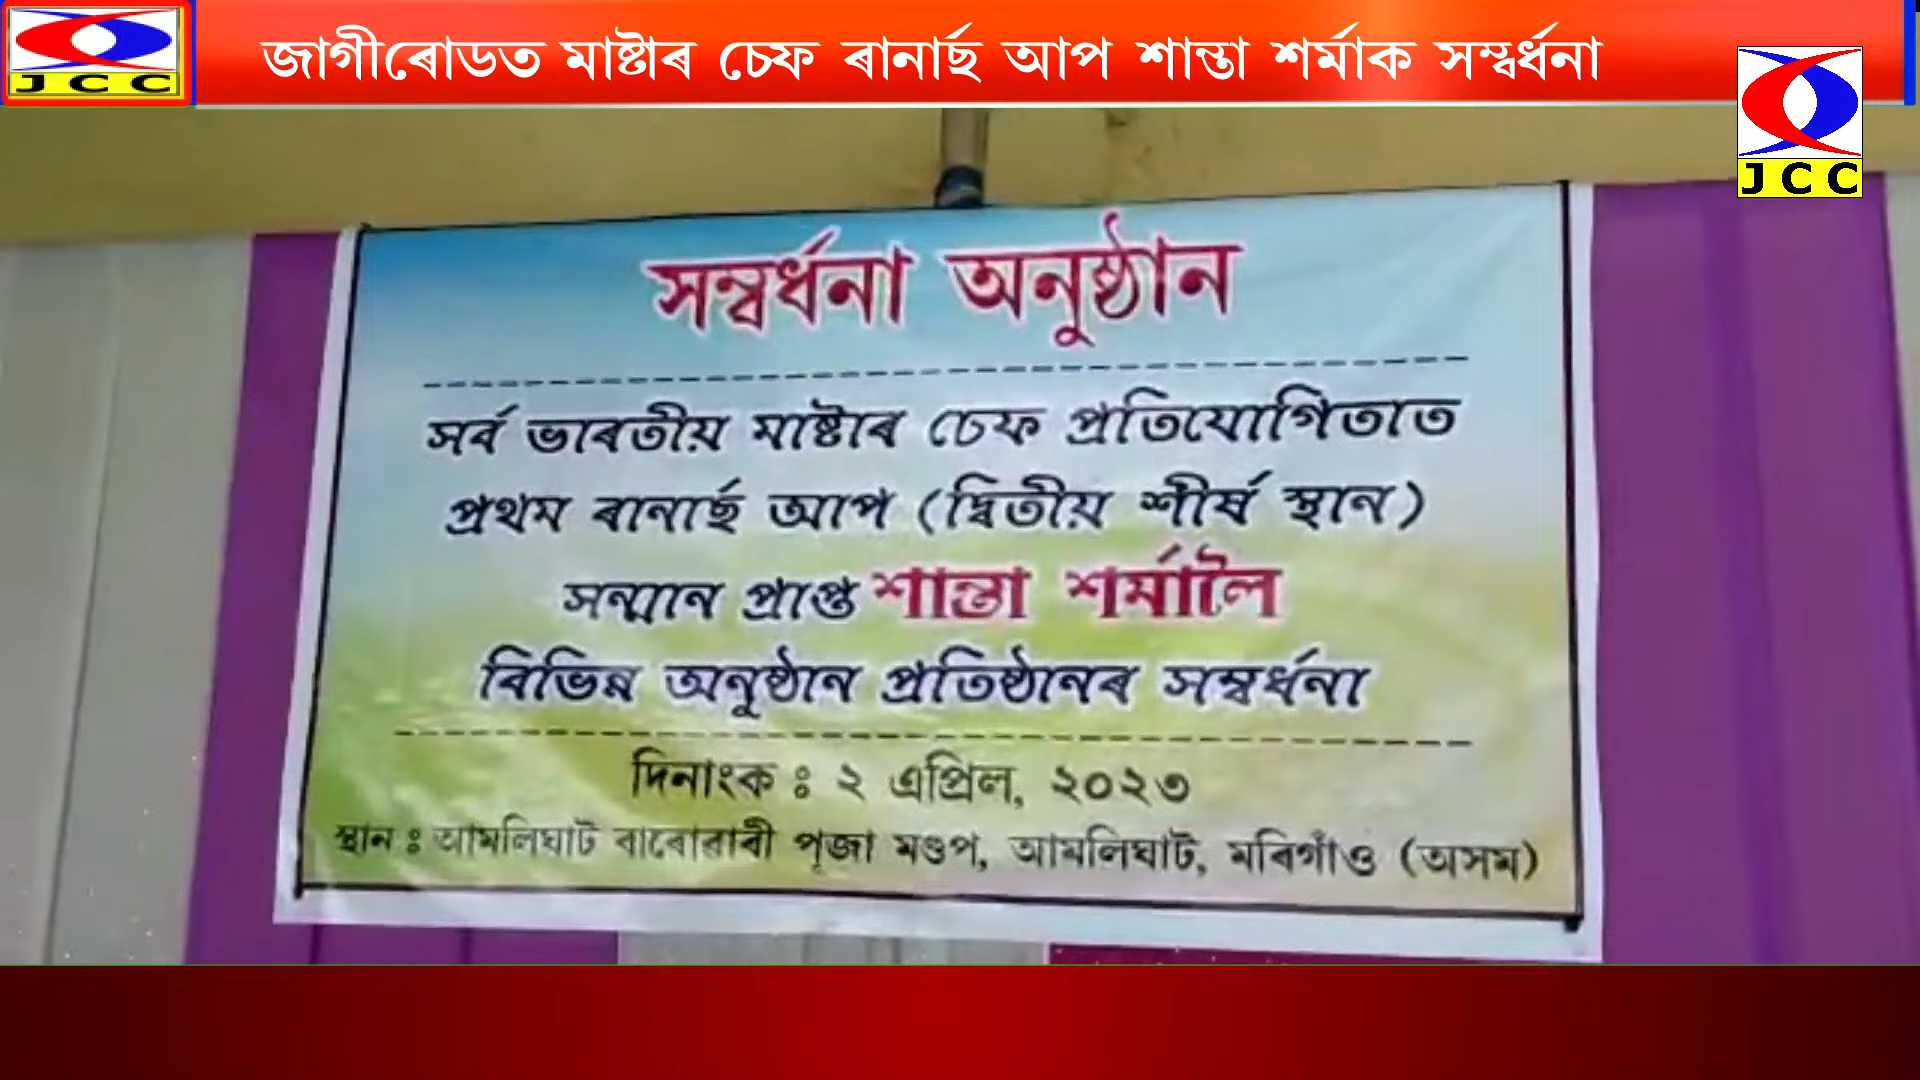 JCC
জাগীৰোডত মাষ্টাৰ চেফ ৰানাৰ্ছ আপ শান্তা শৰ্মাক সম্বৰ্ধনা
JCC
সম্বৰ্ধনা অনুষ্ঠান
সৰ্ব ভাৰতীয় মাষ্টাৰ চেফ প্ৰতিযোগিতাত
প্ৰথম ৰানাৰ্ছ আপ (দ্বিতীয় শীৰ্ষ স্থান)
সন্মান প্ৰাপ্ত শান্তা শৰ্মালৈ
বিভিন্ন অনুষ্ঠান প্ৰতিষ্ঠানৰ সম্বৰ্ধনা
দিনাংক ঃ ২ এপ্ৰিল, ২০২৩
স্থান ঃ আমলিঘাট বাৰোৱাৰী পূজা মণ্ডপ, আমলিঘাট, মৰিগাঁও (অসম)